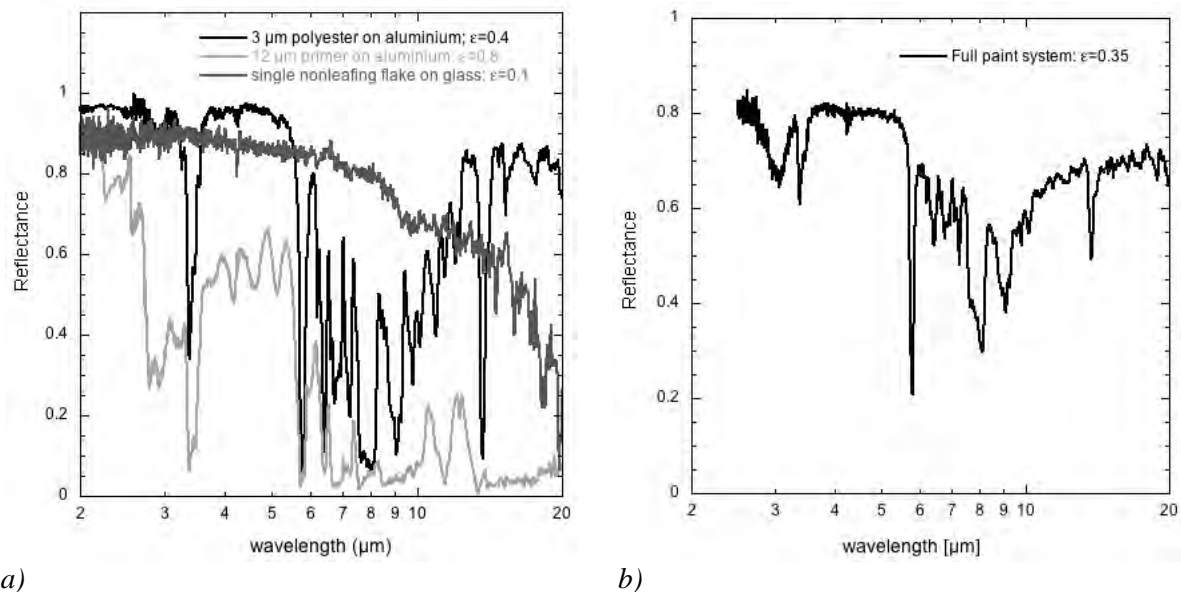 3 µm polyester on aluminium; ε=0.4
12 µm primer on aluminium; ε=0.8
single nonleafing flake on glass; ε=0.1
Reflectance
1
0.8
0.6
0.4
0.2
0
2 3 4 5 6 7 8 9 10 20
wavelength (µm)
a)
Full paint system: ε=0.35
Reflectance
1
0.8
0.6
0.4
0.2
0
2 3 4 5 6 7 8 9 10 20
wavelength [µm]
b)